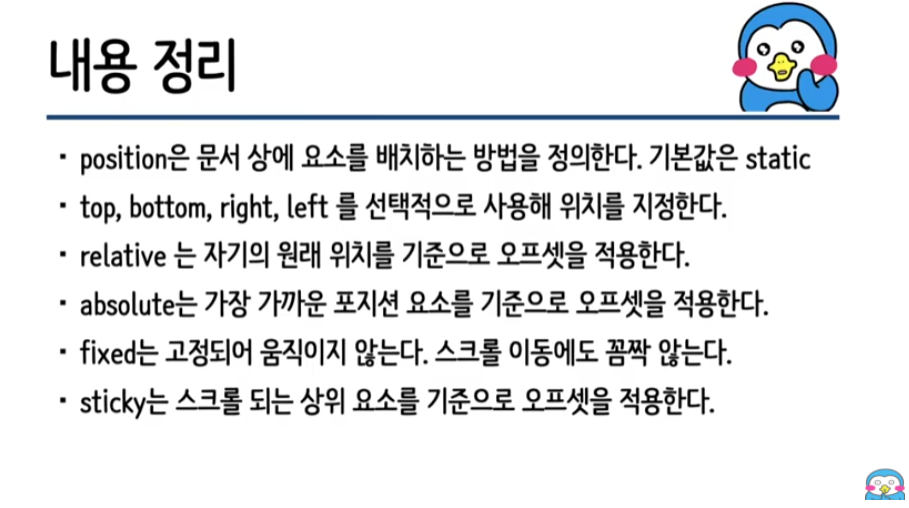 내용 정리
· position은 문서 상에 요소를 배치하는 방법을 정의한다. 기본값은 static
· top, bottom, right, left 를 선택적으로 사용해 위치를 지정한다.
· relative 는 자기의 원래 위치를 기준으로 오프셋을 적용한다.
· absolute는 가장 가까운 포지션 요소를 기준으로 오프셋을 적용한다.
· fixed는 고정되어 움직이지 않는다. 스크롤 이동에도 꼼짝 않는다.
· sticky는 스크롤 되는 상위 요소를 기준으로 오프셋을 적용한다.